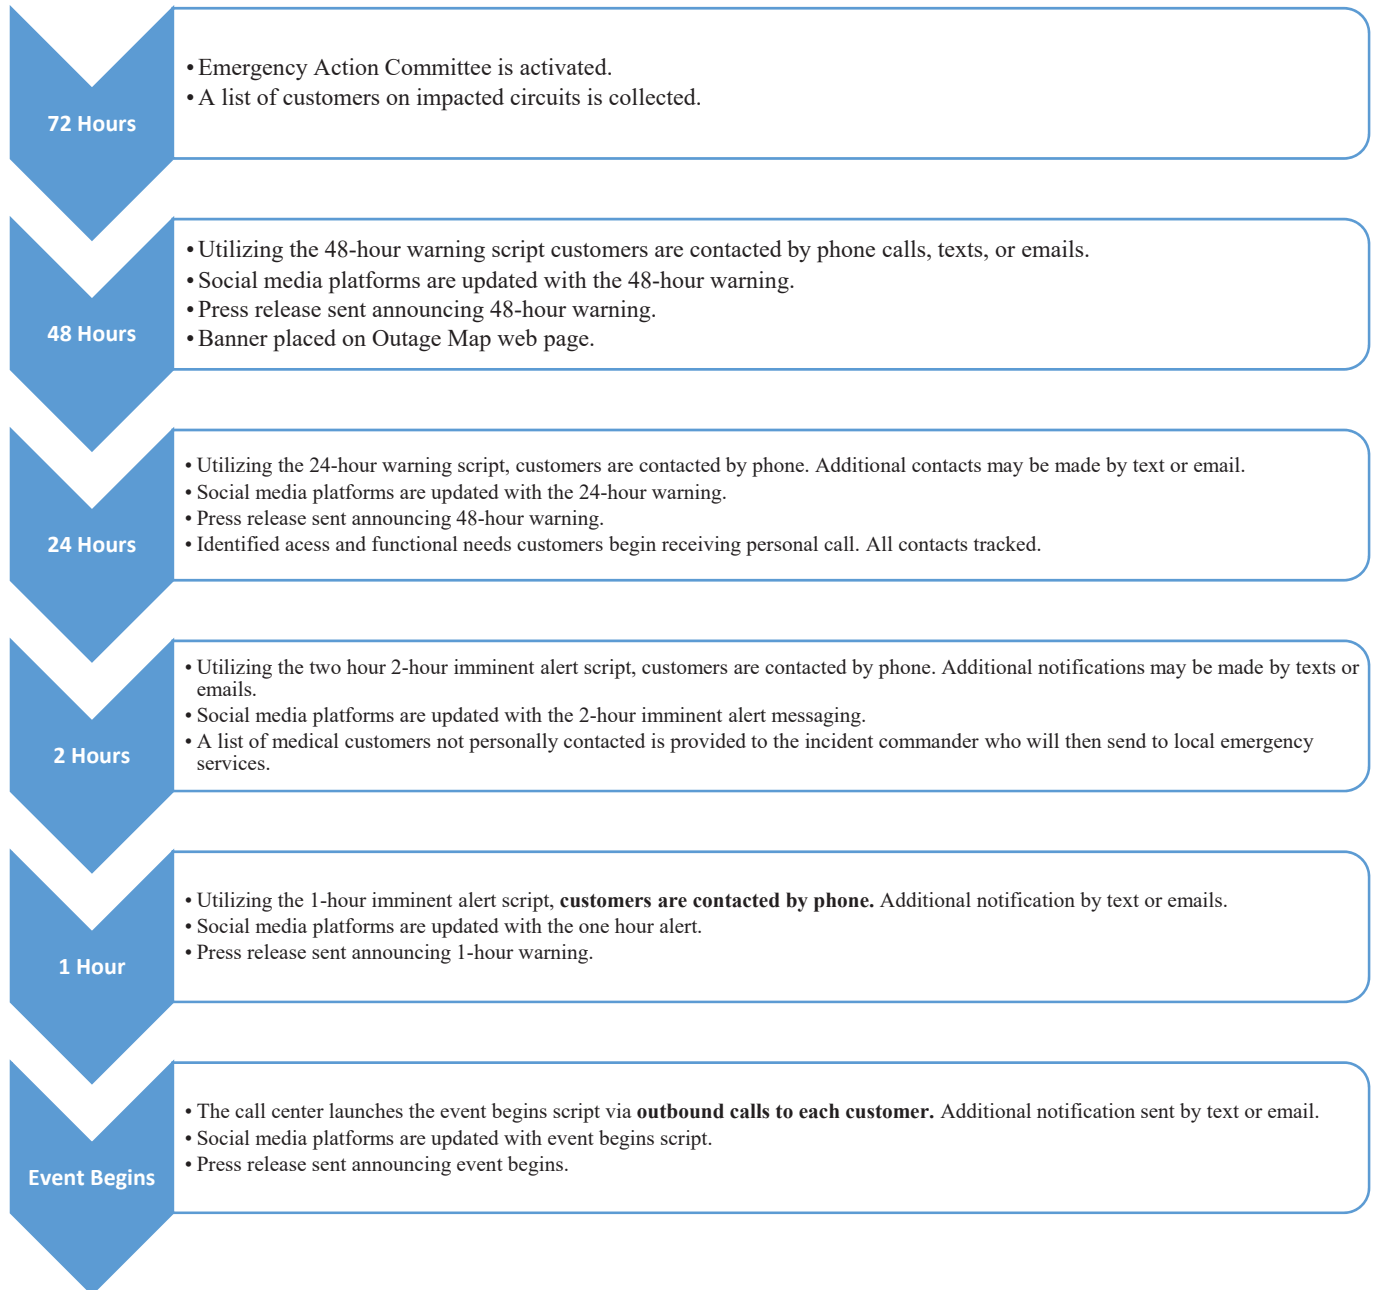 72 Hours
• Emergency Action Committee is activated.
• A list of customers on impacted circuits is collected.
48 Hours
• Utilizing the 48-hour warning script customers are contacted by phone calls, texts, or emails.
• Social media platforms are updated with the 48-hour warning.
• Press release sent announcing 48-hour warning.
• Banner placed on Outage Map web page.
24 Hours
• Utilizing the 24-hour warning script, customers are contacted by phone. Additional contacts may be made by text or email.
• Social media platforms are updated with the 24-hour warning.
• Press release sent announcing 48-hour warning.
• Identified acess and functional needs customers begin receiving personal call. All contacts tracked.
2 Hours
• Utilizing the two hour 2-hour imminent alert script, customers are contacted by phone. Additional notifications may be made by texts or
emails.
• Social media platforms are updated with the 2-hour imminent alert messaging.
• A list of medical customers not personally contacted is provided to the incident commander who will then send to local emergency
services.
1 Hour
• Utilizing the 1-hour imminent alert script, customers are contacted by phone. Additional notification by text or emails.
• Social media platforms are updated with the one hour alert.
• Press release sent announcing 1-hour warning.
Event Begins
• The call center launches the event begins script via outbound calls to each customer. Additional notification sent by text or email.
• Social media platforms are updated with event begins script.
• Press release sent announcing event begins.